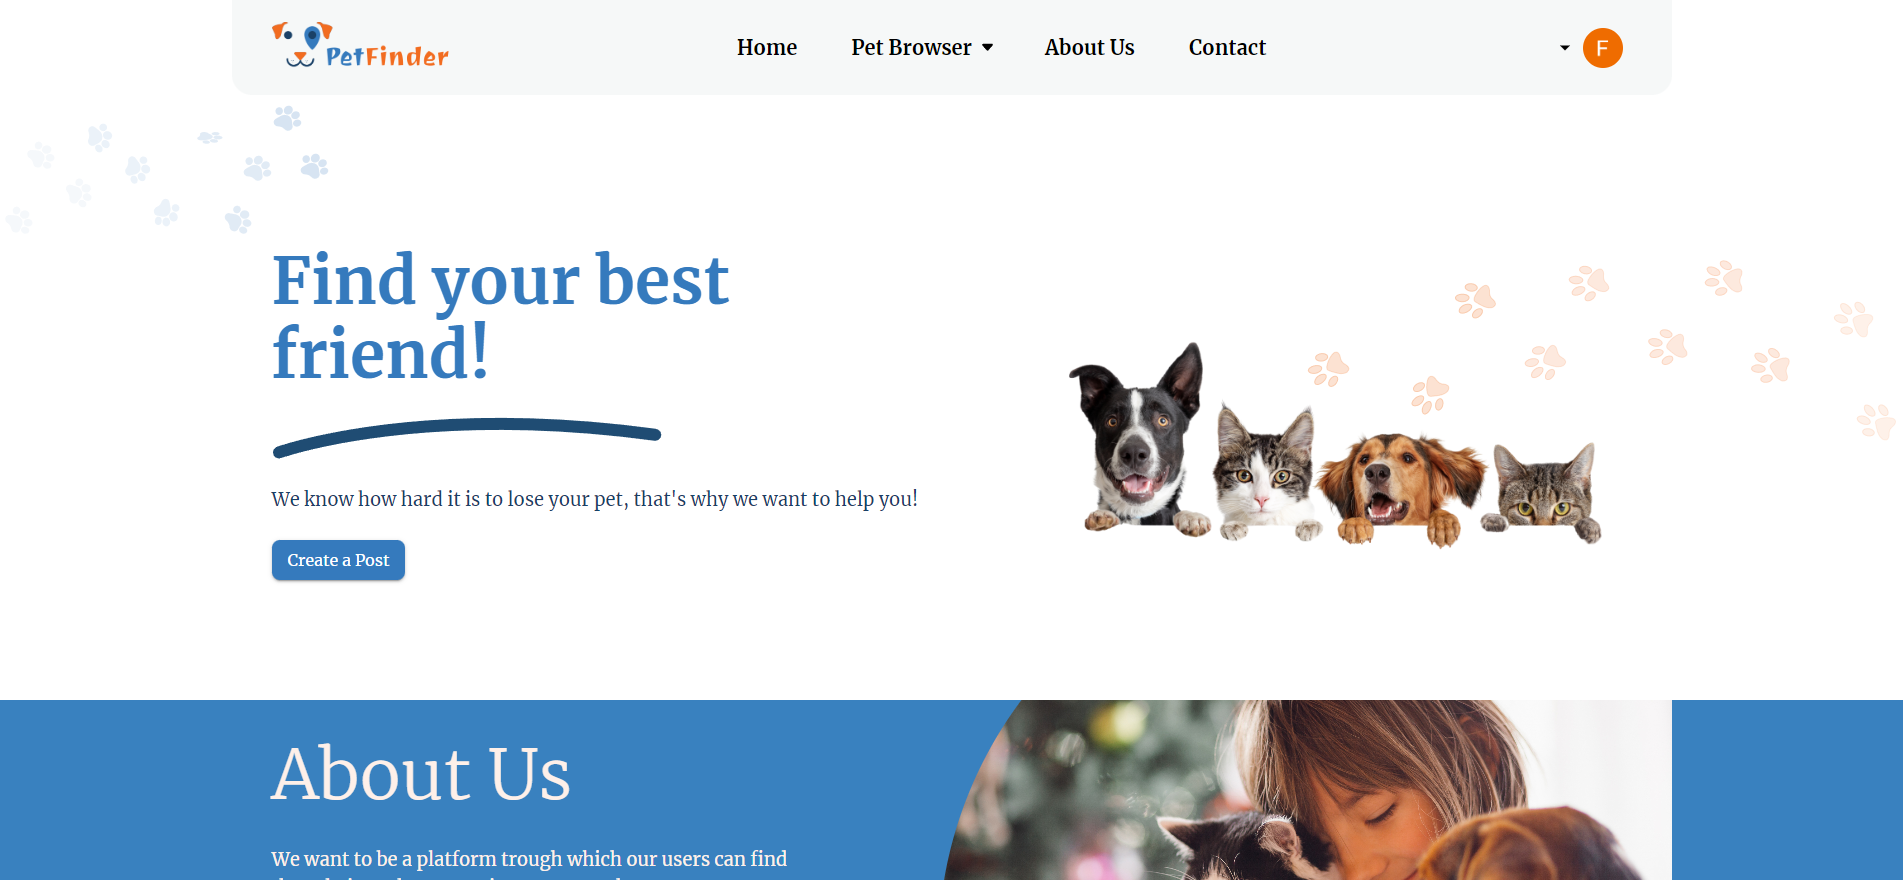 PetFinder
Home
Pet Browser
About Us
Contact
F
Find your best
friend!
We know how hard it is to lose your pet, that's why we want to help you!
Create a Post
About Us
We want to be a platform trough which our users can find